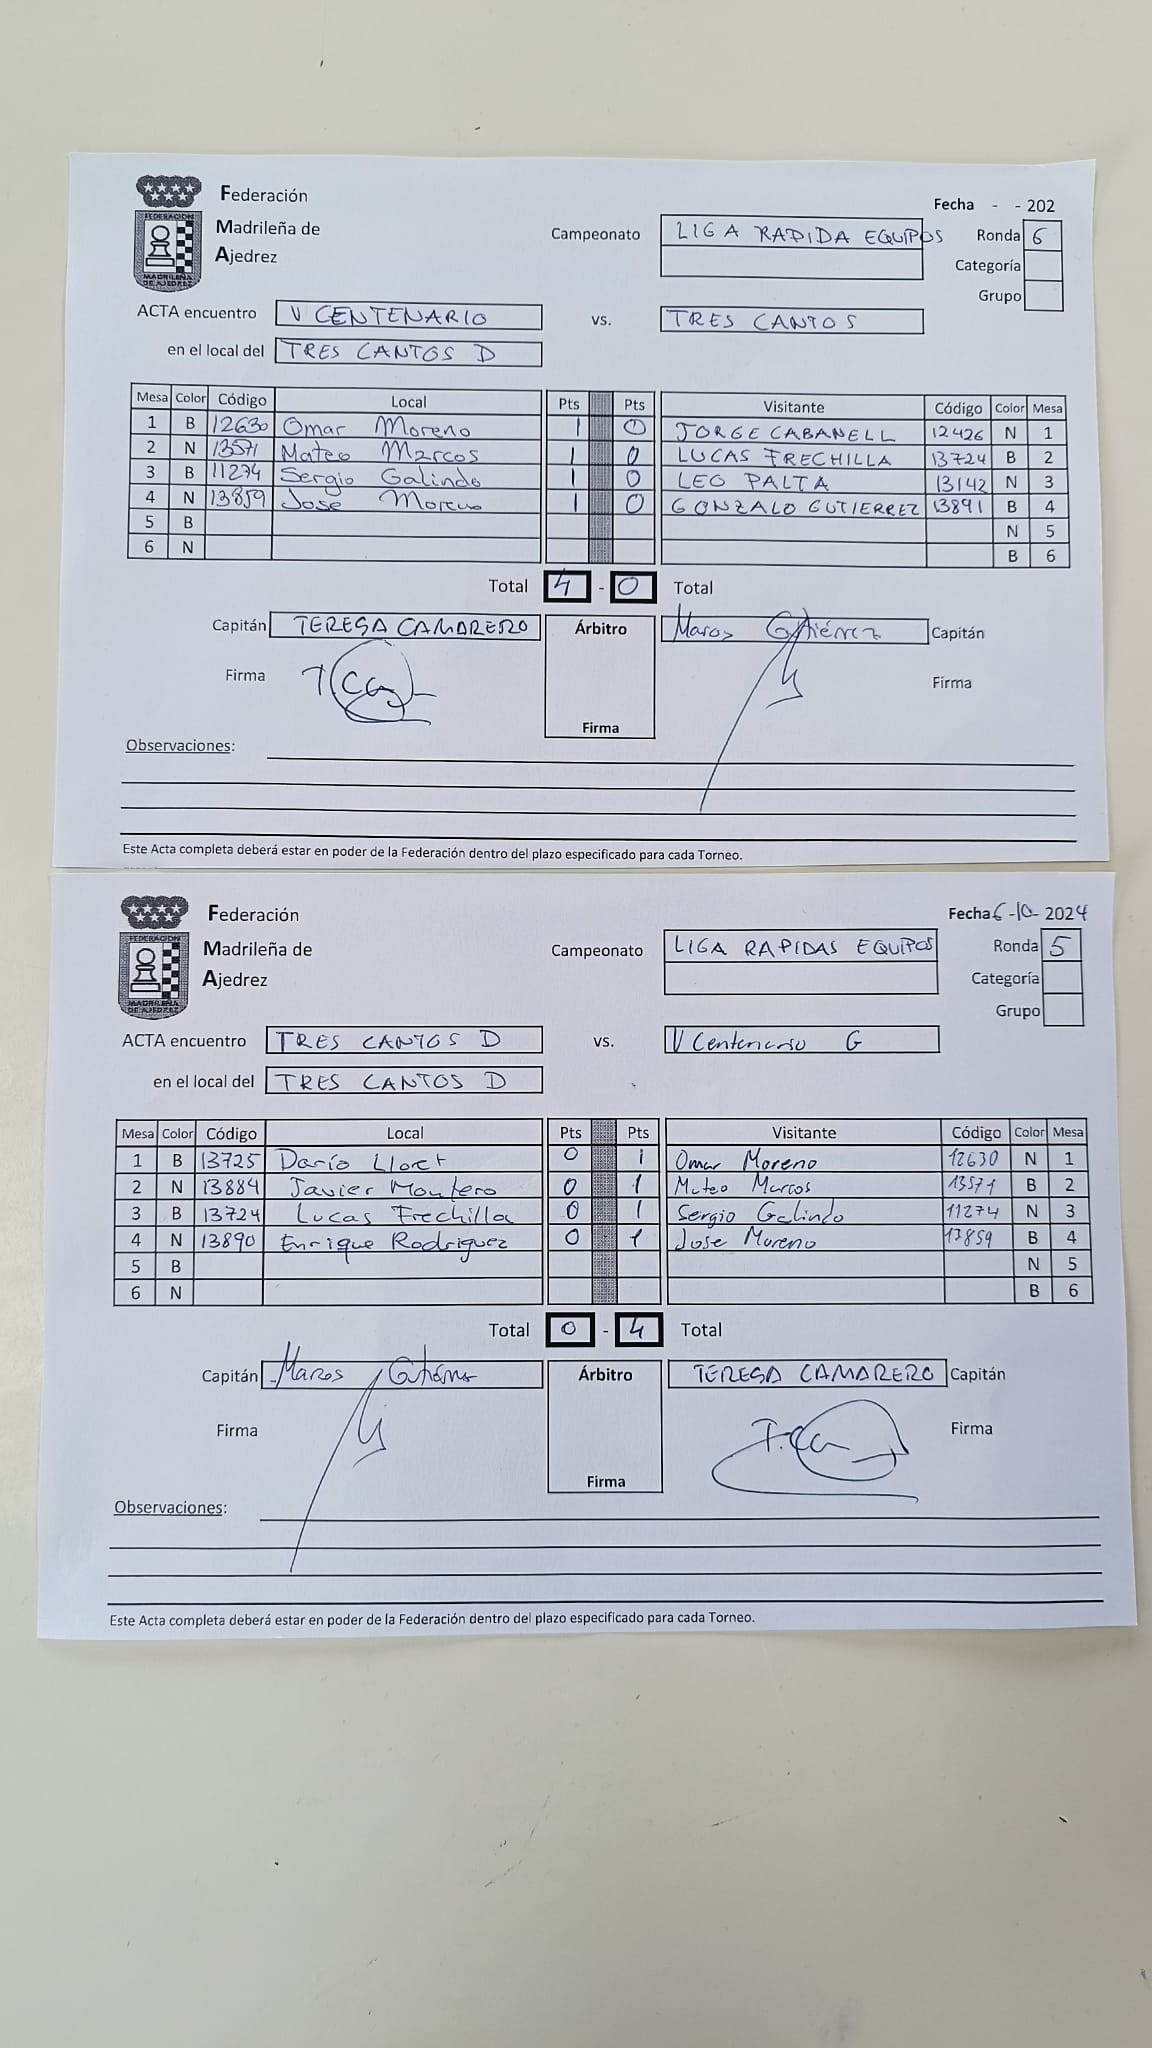 Federación
Madrileña de
Ajedrez
FEDERACIÓN
MADRILEÑA
DE AJEDREZ
Fecha - - 202
Campeonato LIGA RAPIDA EQUIPOS Ronda 6
Categoría
Grupo
ACTA encuentro V CENTENARIO vs. TRES CANTOS
en el local del TRES CANTOS D
Mesa Color Código Local Pts Pts Visitante Código Color Mesa
1 B 12630 Omar Moreno 1 0 JORGE CABANELL 12426 N 1
2 N 13571 Mateo Marcos 1 0 LUCAS FRECHILLA 13724 B 2
3 B 11274 Sergio Galindo 1 0 LEO PALTA 13142 N 3
4 N 13859 Jose Moreno 1 0 GONZALO GUTIERREZ 13891 B 4
5 B N 5
6 N B 6
Total 4 - 0 Total
Capitán TERESA CAMARERO Árbitro Marcos Gutiérrez Capitán
Firma Firma
Firma
Observaciones:
Este Acta completa deberá estar en poder de la Federación dentro del plazo especificado para cada Torneo.
Federación
Madrileña de
Ajedrez
FEDERACIÓN
MADRILEÑA
DE AJEDREZ
Fecha 6-10- 2024
Campeonato LIGA RAPIDAS EQUIPOS Ronda 5
Categoría
Grupo
ACTA encuentro TRES CANTOS D vs. V Centenario G
en el local del TRES CANTOS D
Mesa Color Código Local Pts Pts Visitante Código Color Mesa
1 B 13725 Darío Lloret 0 1 Omar Moreno 12630 N 1
2 N 13884 Javier Montero 0 1 Mateo Marcos 13571 B 2
3 B 13724 Lucas Frechilla 0 1 Sergio Galindo 11274 N 3
4 N 13890 Enrique Rodriguez 0 1 Jose Moreno 13859 B 4
5 B N 5
6 N B 6
Total 0 - 4 Total
Capitán Marcos Gutiérrez Árbitro TERESA CAMARERO Capitán
Firma Firma
Firma
Observaciones:
Este Acta completa deberá estar en poder de la Federación dentro del plazo especificado para cada Torneo.